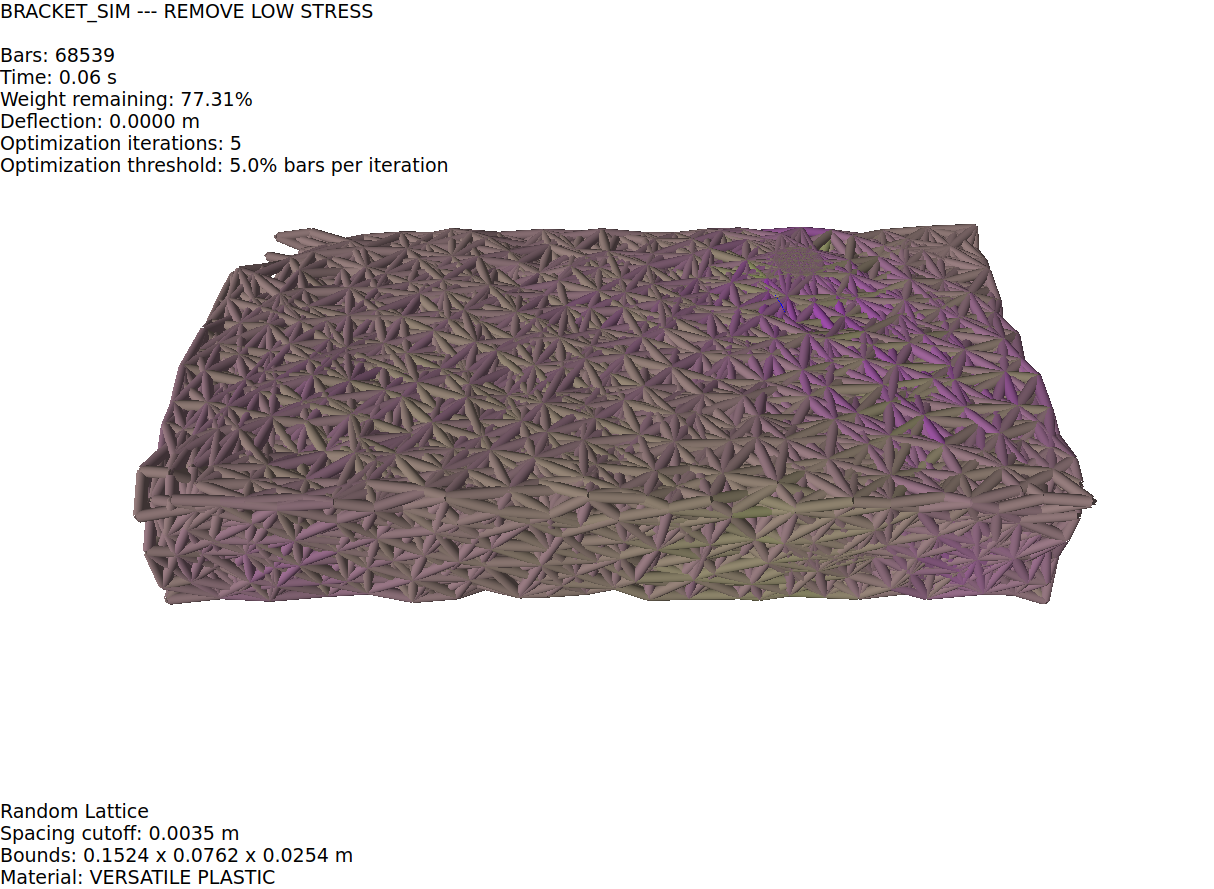 BRACKET_SIM --- REMOVE LOW STRESS
Bars: 68539
Time: 0.06 s
Weight remaining: 77.31%
Deflection: 0.0000 m
Optimization iterations: 5
Optimization threshold: 5.0% bars per iteration
Random Lattice
Spacing cutoff: 0.0035 m
Bounds: 0.1524 x 0.0762 x 0.0254 m
Material: VERSATILE PLASTIC